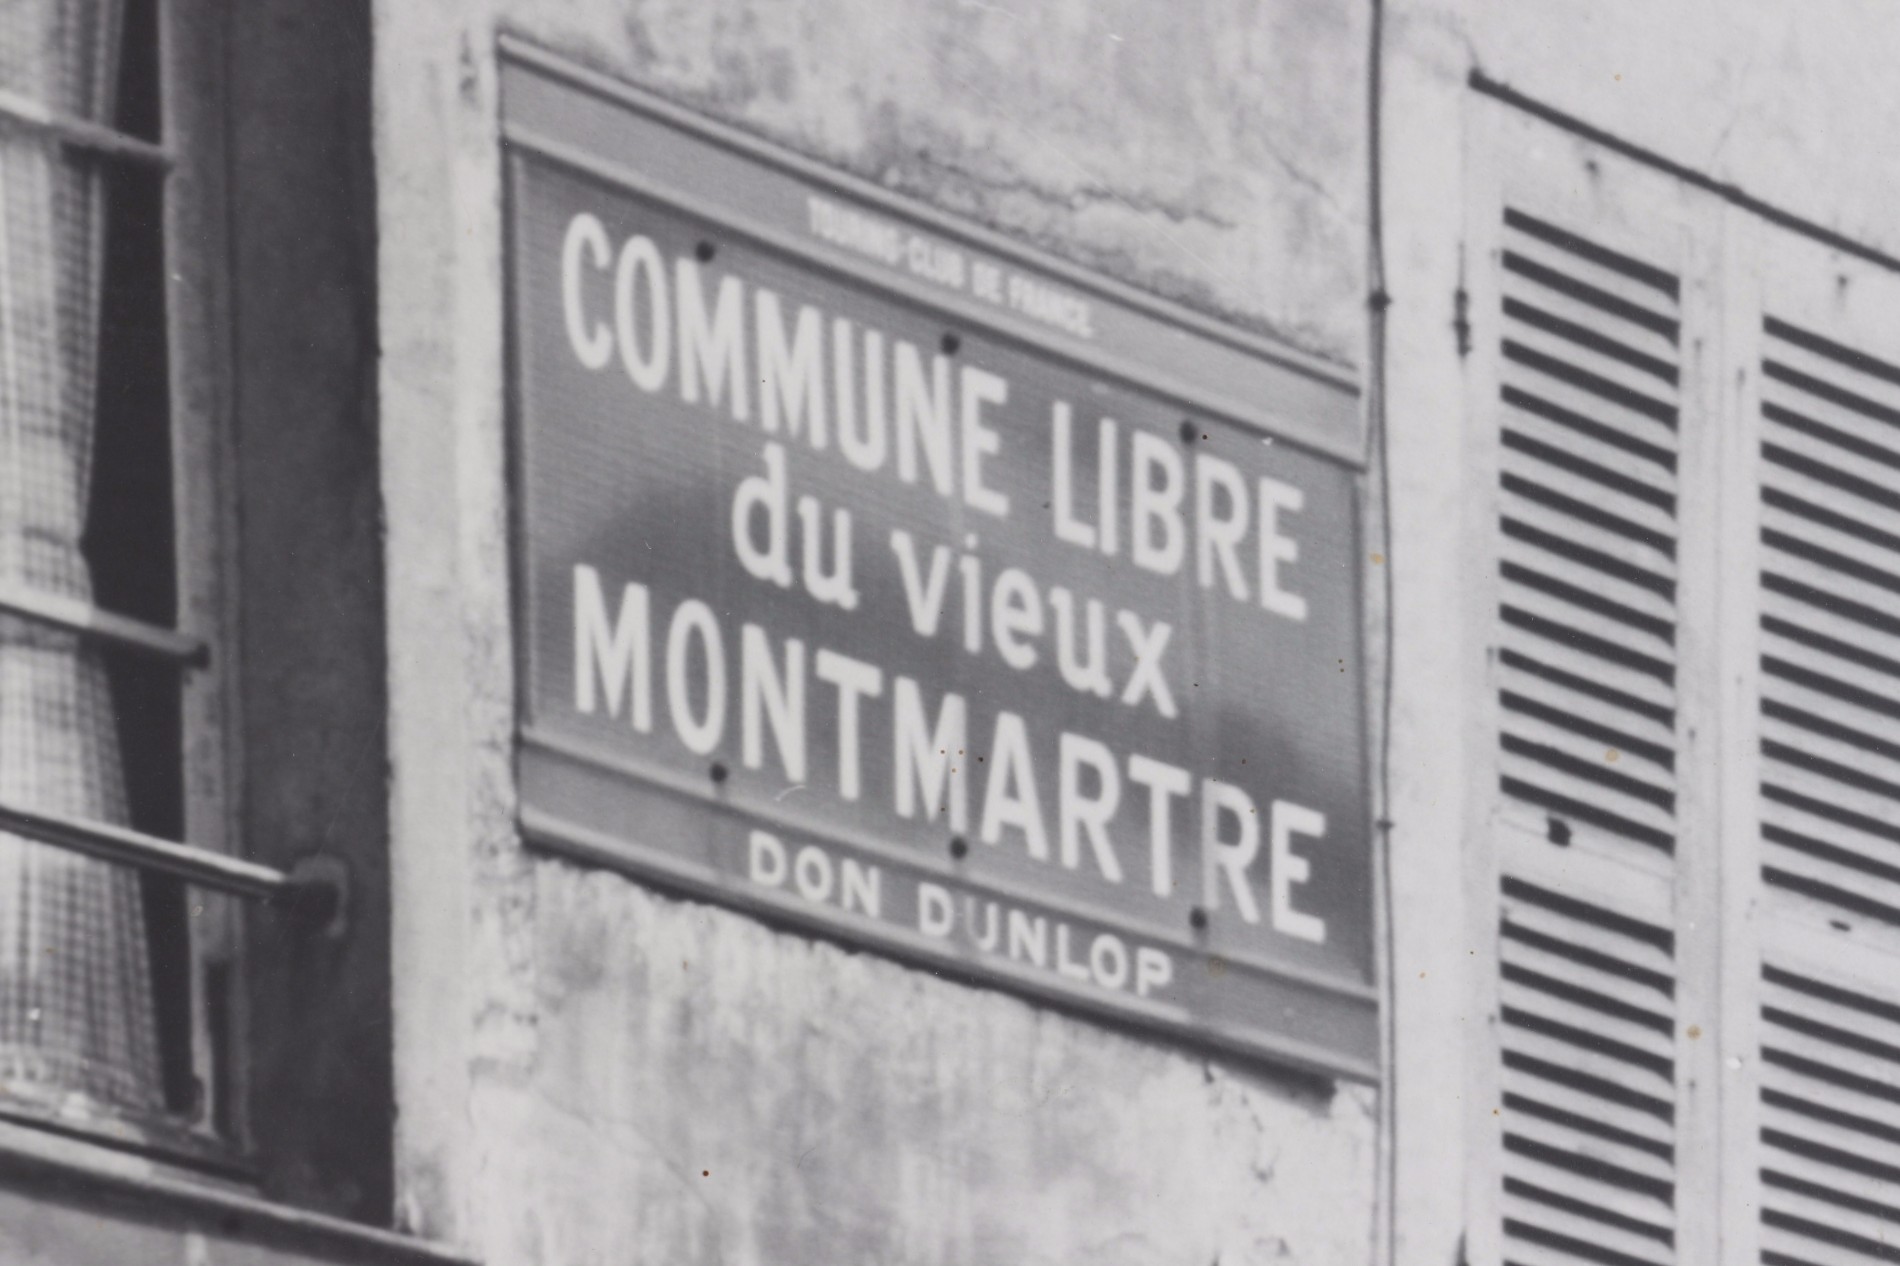 TOURING-CLUB DE FRANCE
COMMUNE LIBRE
du vieux
MONTMARTRE
DON DUNLOP